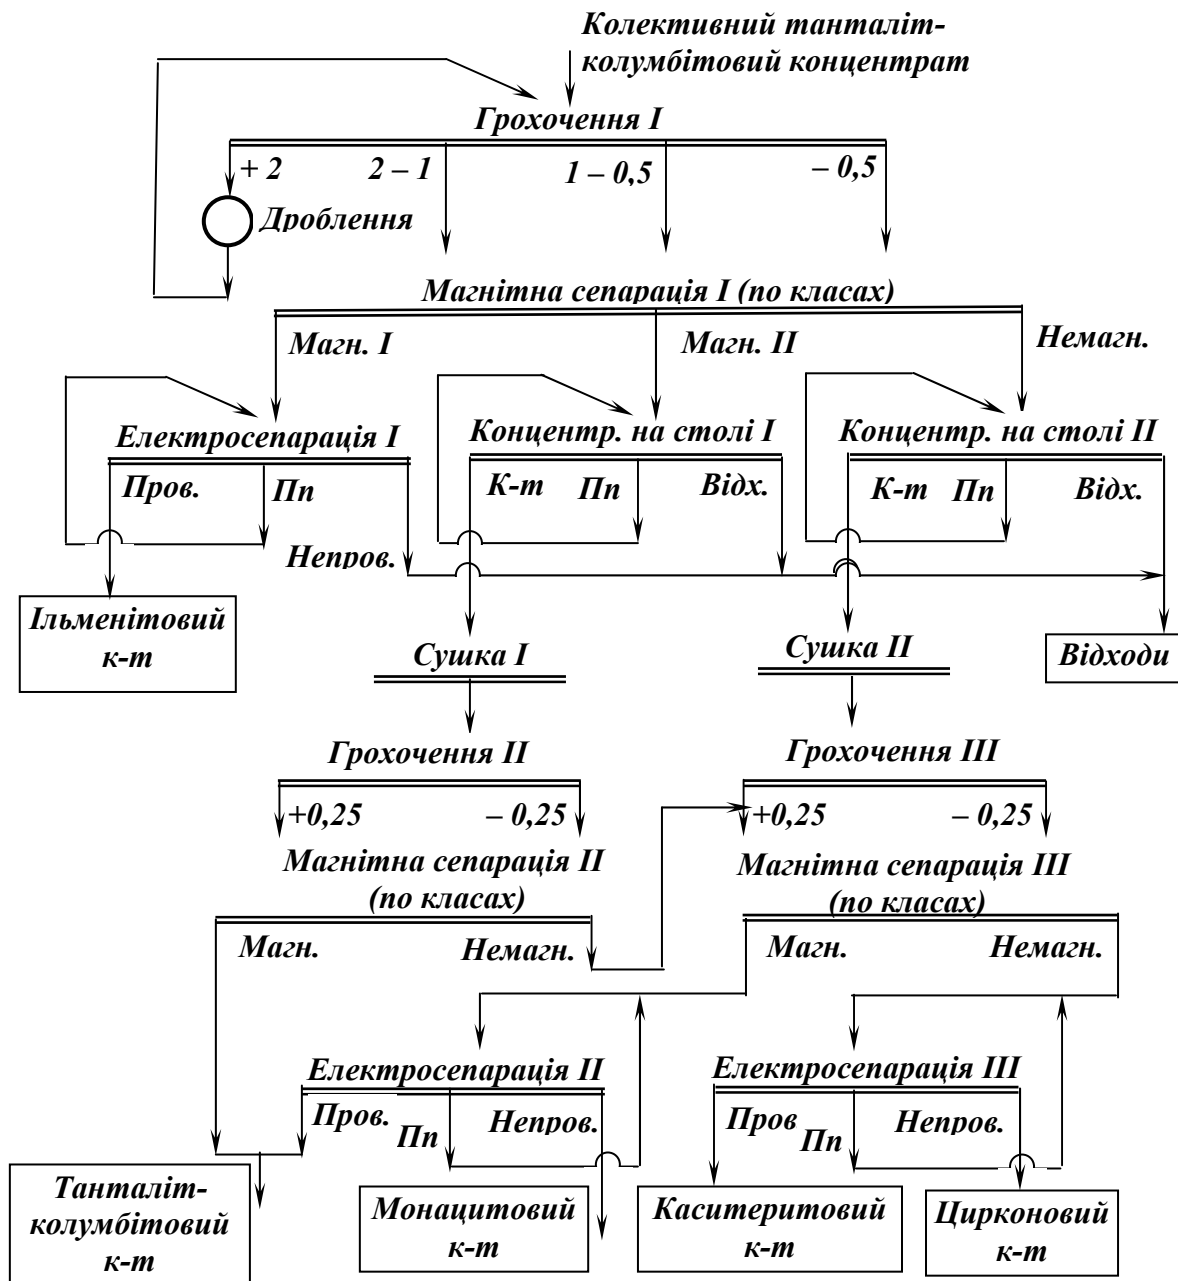 Колективний танталіт-
колумбітовий концентрат
Грохочення I
+ 2
2 – 1
1 – 0,5
– 0,5
Дроблення
Магнітна сепарація I (по класах)
Магн. I
Магн. II
Немагн.
Електросепарація I
Концентр. на столі I
Концентр. на столі II
Пров.
Пп
Непров.
К-т
Пп
Відх.
К-т
Пп
Відх.
Ільменітовий
к-т
Сушка I
Сушка II
Відходи
Грохочення II
Грохочення III
+0,25
– 0,25
+0,25
– 0,25
Магнітна сепарація II
(по класах)
Магнітна сепарація III
(по класах)
Магн.
Немагн.
Магн.
Немагн.
Електросепарація II
Електросепарація III
Пров.
Пп
Непров.
Пров
Пп
Непров.
Танталіт-
колумбітовий
к-т
Монацитовий
к-т
Каситеритовий
к-т
Цирконовий
к-т